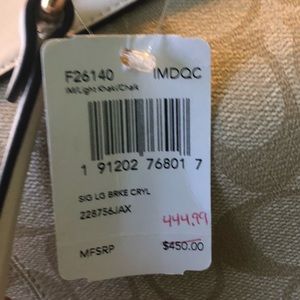 F26140 IMDQC
IM/Light Khaki/Chalk
1 91202 76801 7
SIG LG BRKE CRYL
228756JAX
444.99
MFSRP $450.00